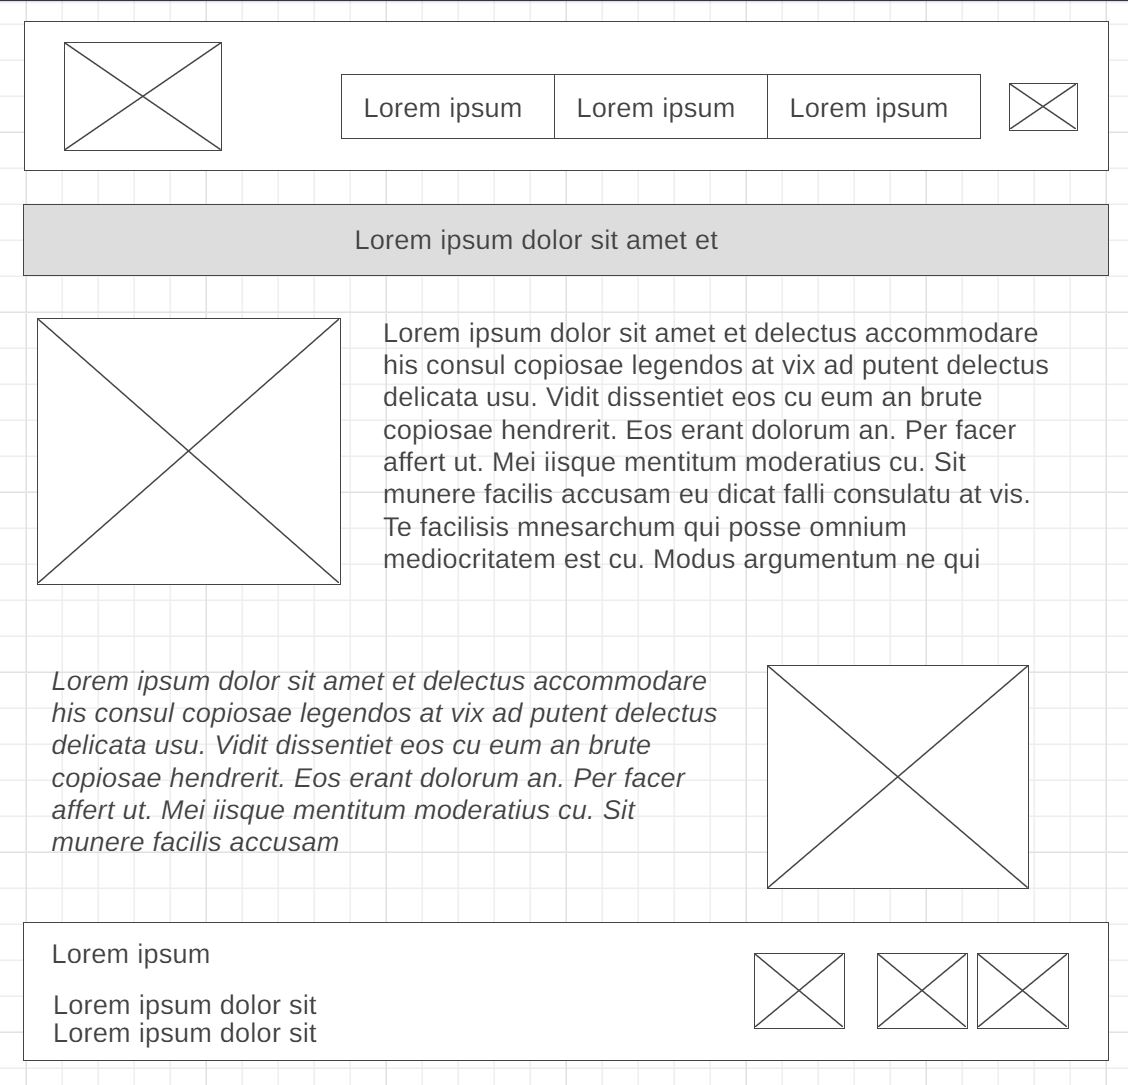 Lorem ipsum
Lorem ipsum
Lorem ipsum
Lorem ipsum dolor sit amet et
Lorem ipsum dolor sit amet et delectus accommodare
his consul copiosae legendos at vix ad putent delectus
delicata usu. Vidit dissentiet eos cu eum an brute
copiosae hendrerit. Eos erant dolorum an. Per facer
affert ut. Mei iisque mentitum moderatius cu. Sit
munere facilis accusam eu dicat falli consulatu at vis.
Te facilisis mnesarchum qui posse omnium
mediocritatem est cu. Modus argumentum ne qui
Lorem ipsum dolor sit amet et delectus accommodare
his consul copiosae legendos at vix ad putent delectus
delicata usu. Vidit dissentiet eos cu eum an brute
copiosae hendrerit. Eos erant dolorum an. Per facer
affert ut. Mei iisque mentitum moderatius cu. Sit
munere facilis accusam
Lorem ipsum
Lorem ipsum dolor sit
Lorem ipsum dolor sit